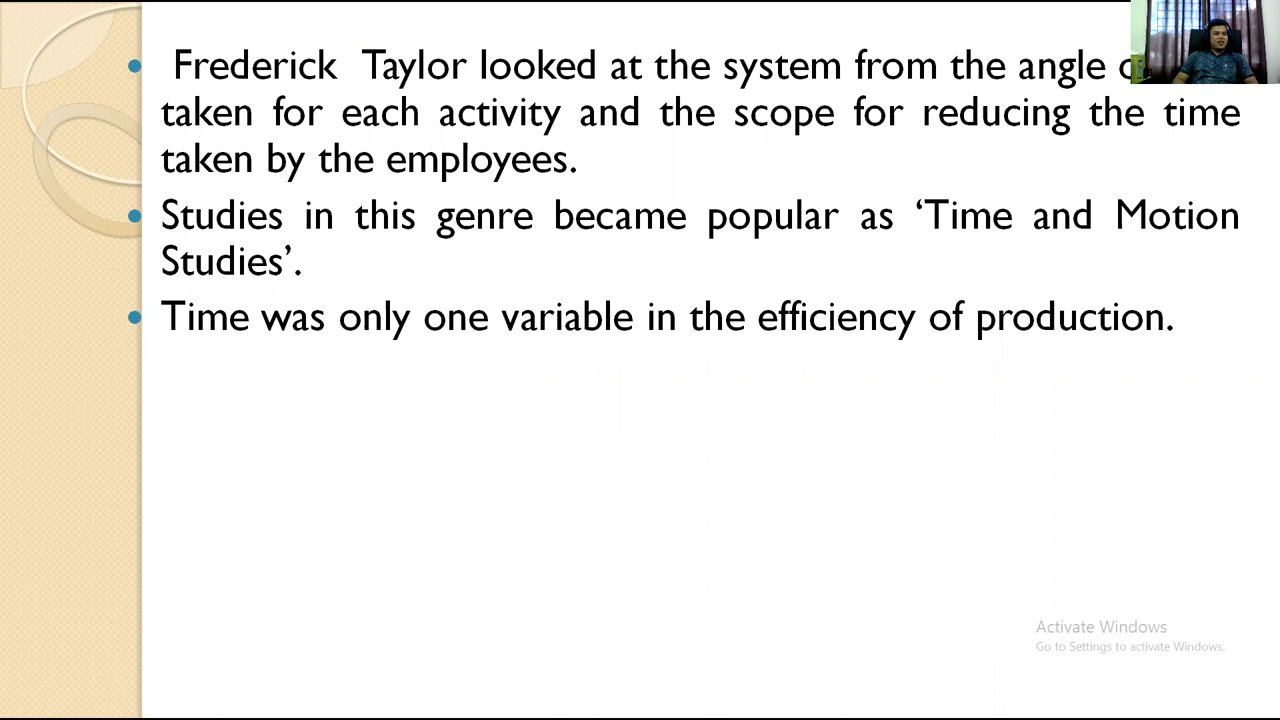 Frederick Taylor looked at the system from the angle
taken for each activity and the scope for reducing the time
taken by the employees.
Studies in this genre became popular as ‘Time and Motion
Studies’.
Time was only one variable in the efficiency of production.
Activate Windows
Go to Settings to activate Windows.